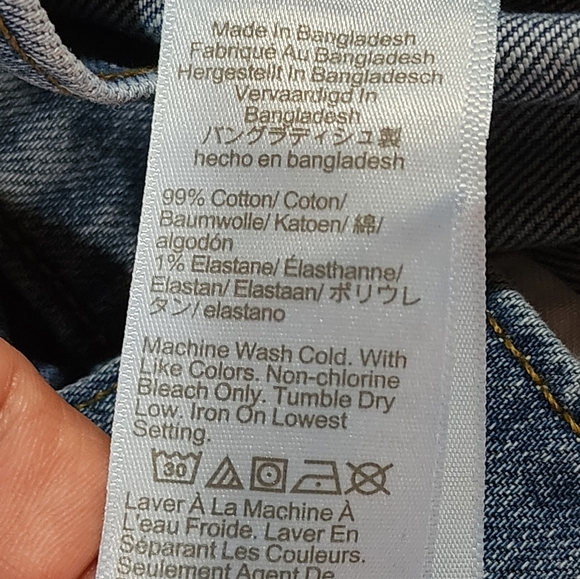 Made In Bangladesh
Fabriqué Au Bangladesh
Hergestellt In Bangladesch
Vervaardigd In
Bangladesh
バングラディシュ製
hecho en bangladesh
99% Cotton/ Coton/
Baumwolle/ Katoen/ 綿/
algodón
1% Elastane/ Élasthanne/
Elastan/ Elastaan/ ポリウレ
タン/ elastano
Machine Wash Cold. With
Like Colors. Non-chlorine
Bleach Only. Tumble Dry
Low. Iron On Lowest
Setting.
30
Laver À La Machine À
L'eau Froide. Laver En
Séparant Les Couleurs.
Seulement Agent De